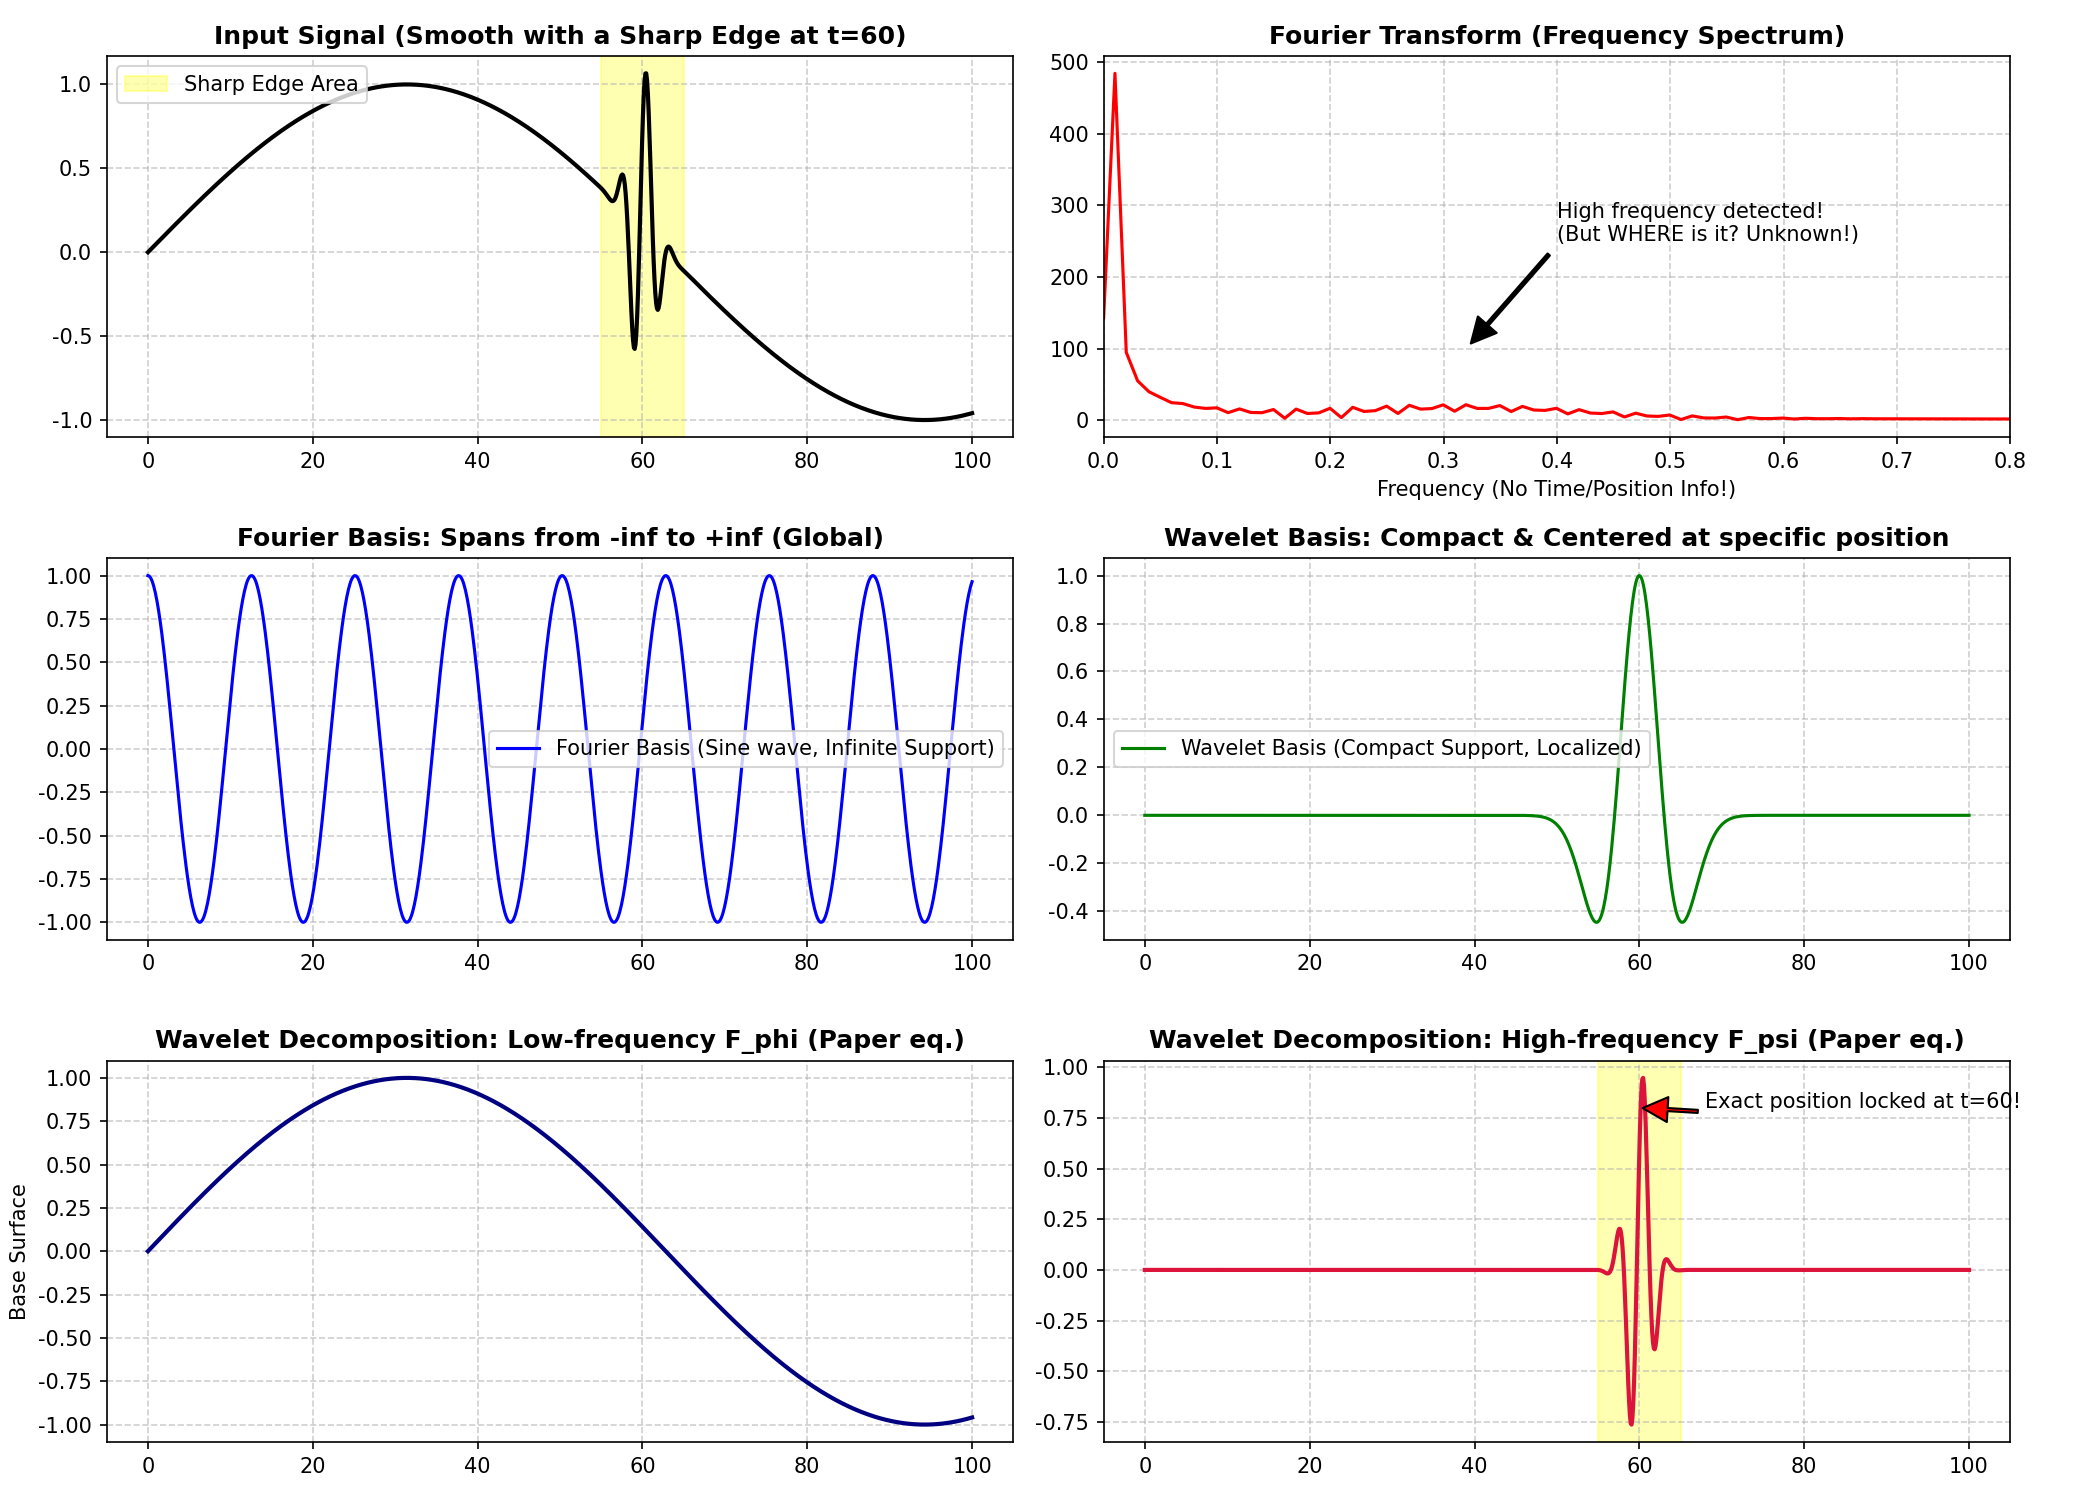 Input Signal (Smooth with a Sharp Edge at t=60)
Sharp Edge Area
1.0
0.5
0.0
-0.5
-1.0
0 20 40 60 80 100
Fourier Transform (Frequency Spectrum)
500
400
300
200
100
0
High frequency detected!
(But WHERE is it? Unknown!)
0.0 0.1 0.2 0.3 0.4 0.5 0.6 0.7 0.8
Frequency (No Time/Position Info!)
Fourier Basis: Spans from -inf to +inf (Global)
1.00
0.75
0.50
0.25
0.00
-0.25
-0.50
-0.75
-1.00
Fourier Basis (Sine wave, Infinite Support)
0 20 40 60 80 100
Wavelet Basis: Compact & Centered at specific position
1.0
0.8
0.6
0.4
0.2
0.0
-0.2
-0.4
Wavelet Basis (Compact Support, Localized)
0 20 40 60 80 100
Wavelet Decomposition: Low-frequency F_phi (Paper eq.)
Base Surface
1.00
0.75
0.50
0.25
0.00
-0.25
-0.50
-0.75
-1.00
0 20 40 60 80 100
Wavelet Decomposition: High-frequency F_psi (Paper eq.)
1.00
0.75
0.50
0.25
0.00
-0.25
-0.50
-0.75
Exact position locked at t=60!
0 20 40 60 80 100